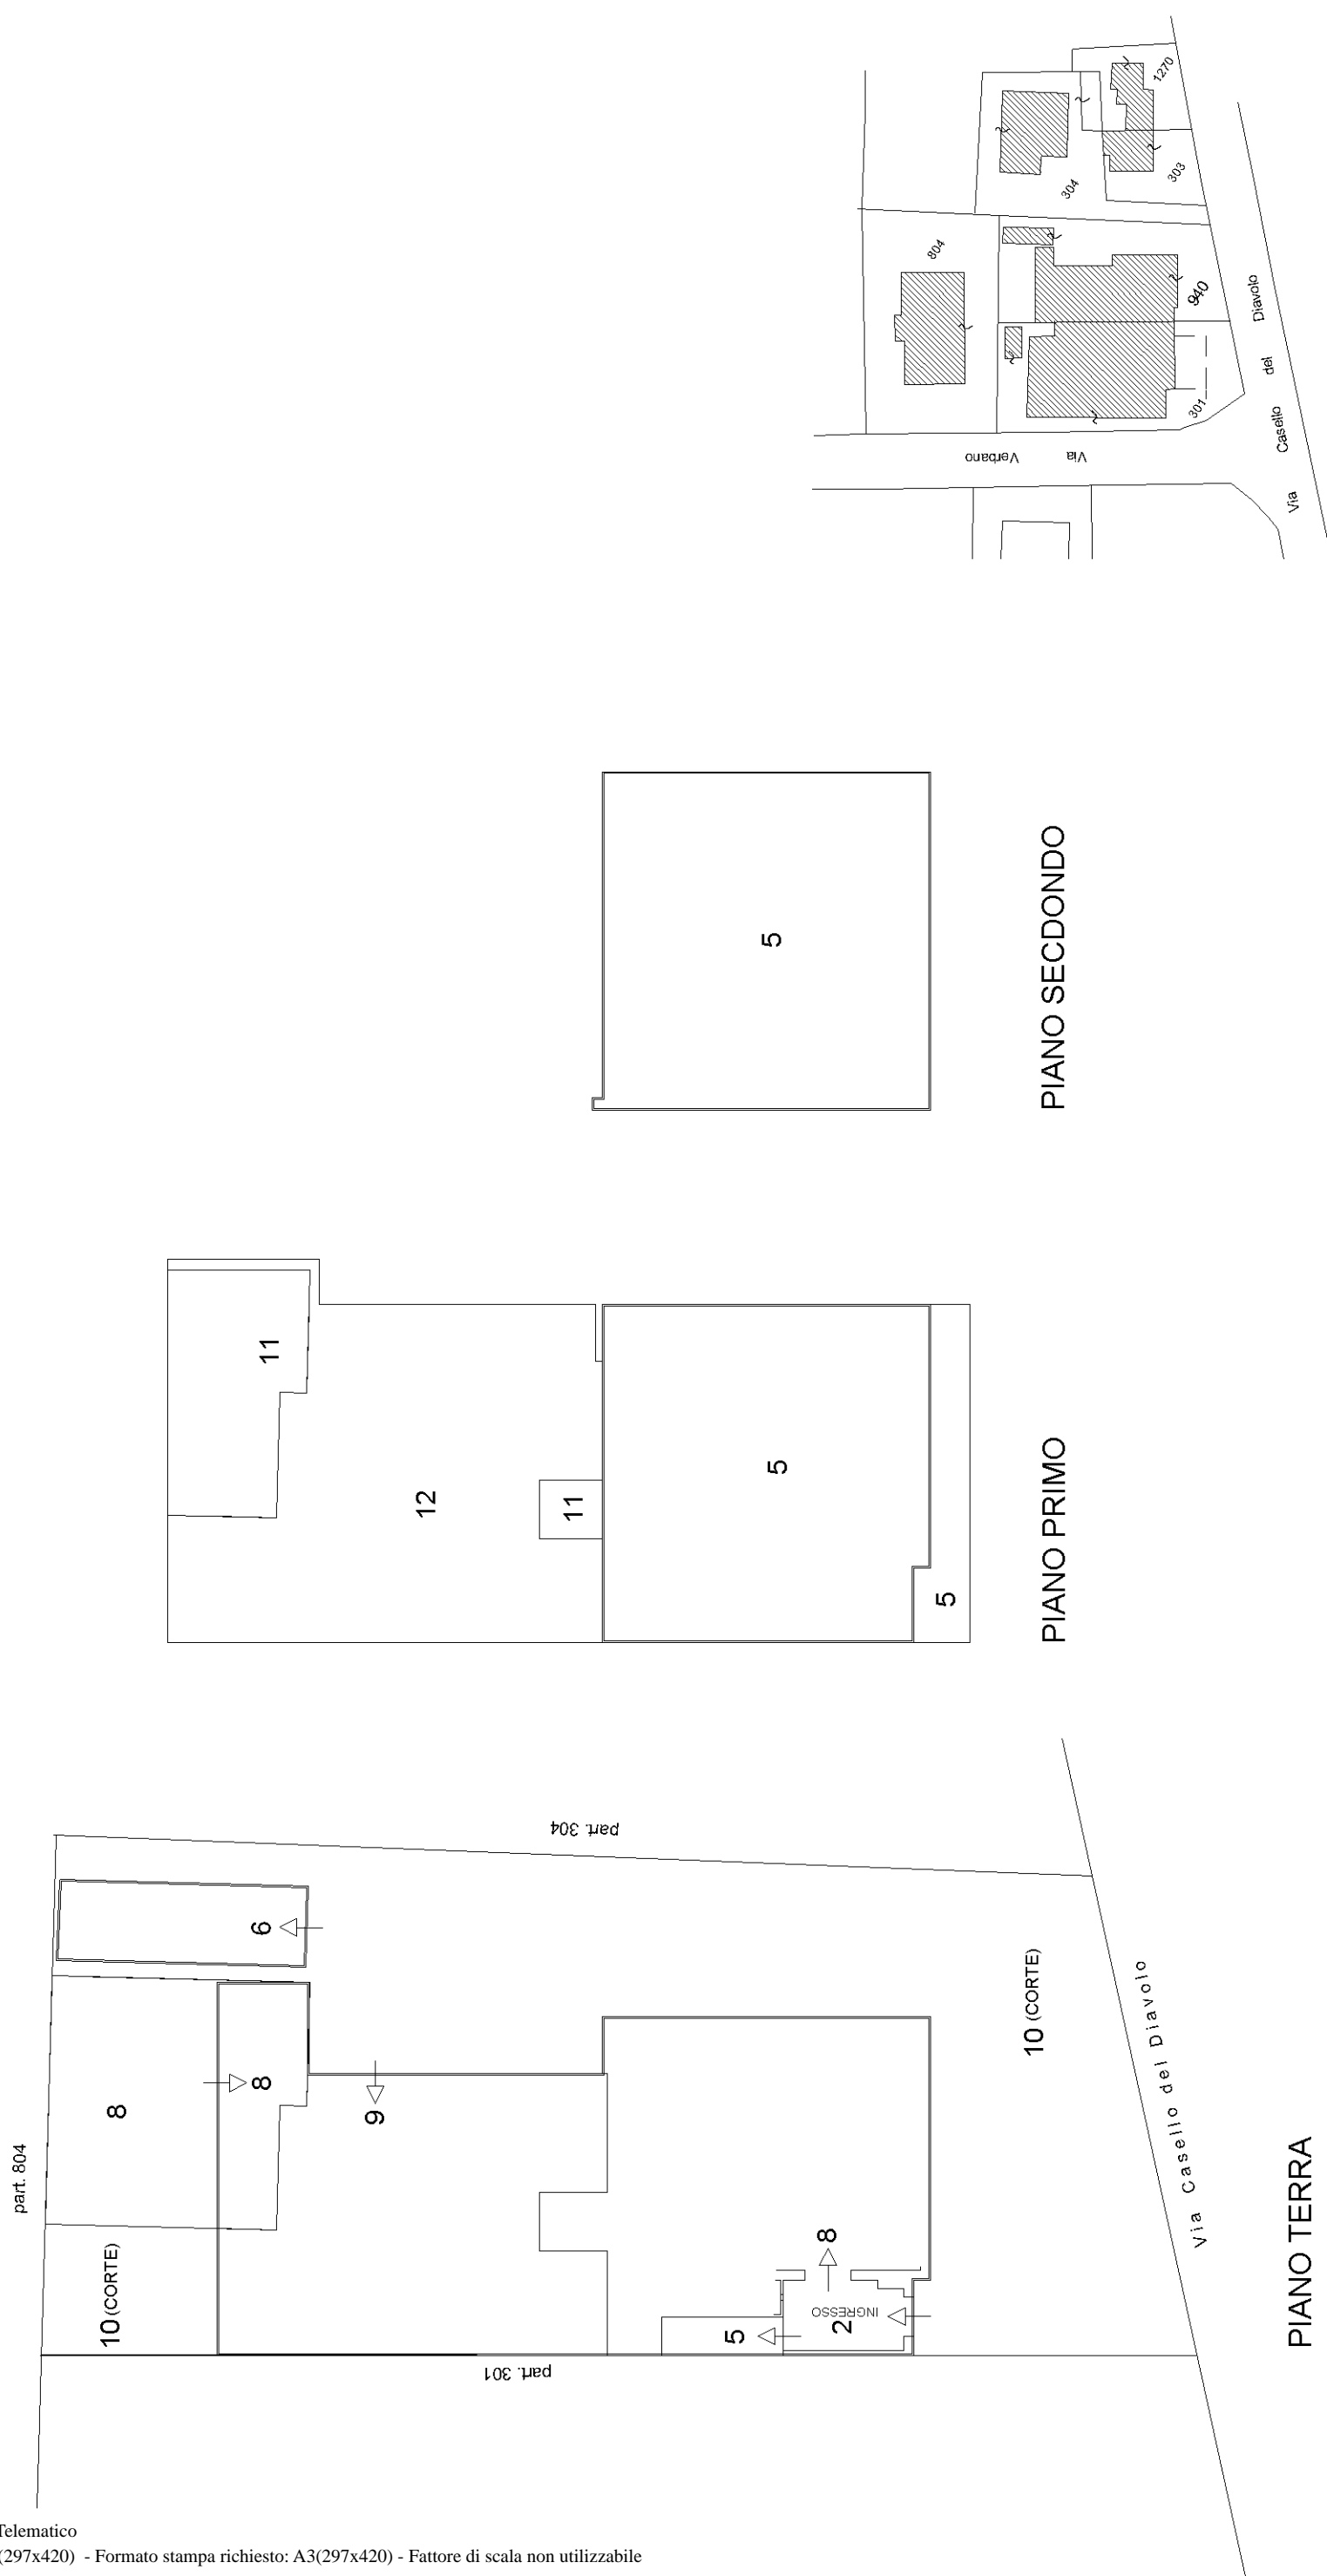 1270
303
304
804
940
301
Via Casello del Diavolo
Via Verbano
5
PIANO SECDONDO
11
12
11
5
5
PIANO PRIMO
part. 304
6
8
8
9
10 (CORTE)
part. 804
10 (CORTE)
8
INGRESSO
2
5
part. 301
Via Casello del Diavolo
PIANO TERRA
Telematico
(297x420) - Formato stampa richiesto: A3(297x420) - Fattore di scala non utilizzabile